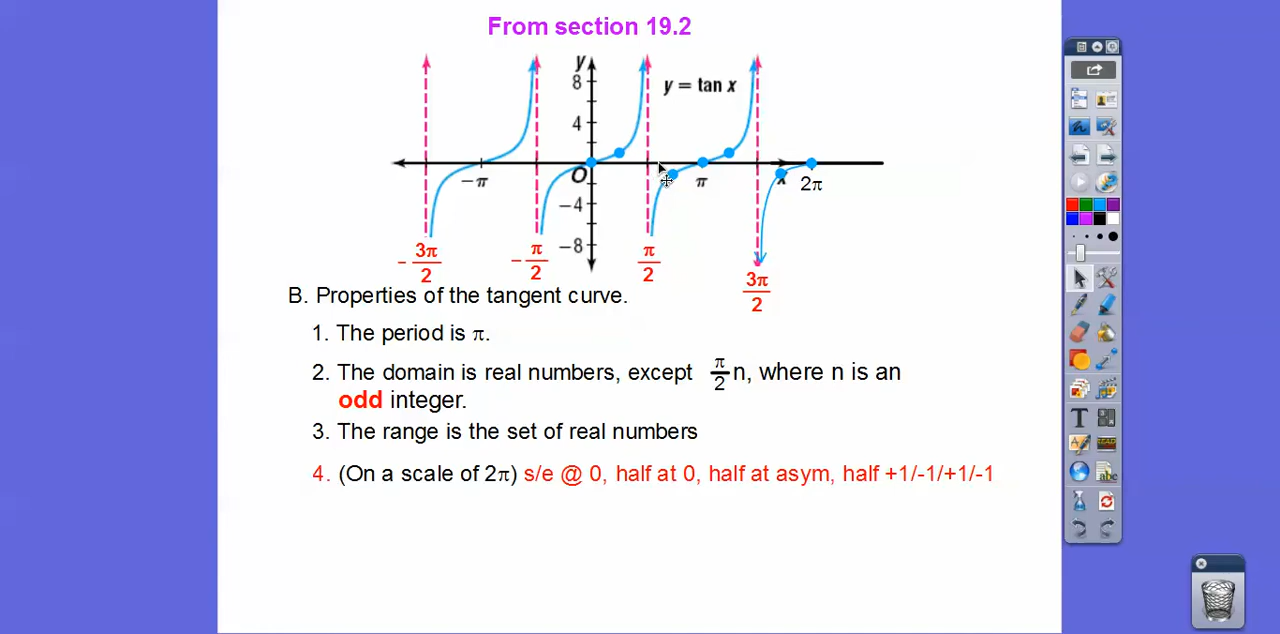 From section 19.2
y
8
y = tan x
4
O
−π
π
x
2π
−4
−8
- 3π/2
- π/2
π/2
3π/2
B. Properties of the tangent curve.
1. The period is π.
2. The domain is real numbers, except π/2 n, where n is an
odd integer.
3. The range is the set of real numbers
4. (On a scale of 2π) s/e @ 0, half at 0, half at asym, half +1/-1/+1/-1
T